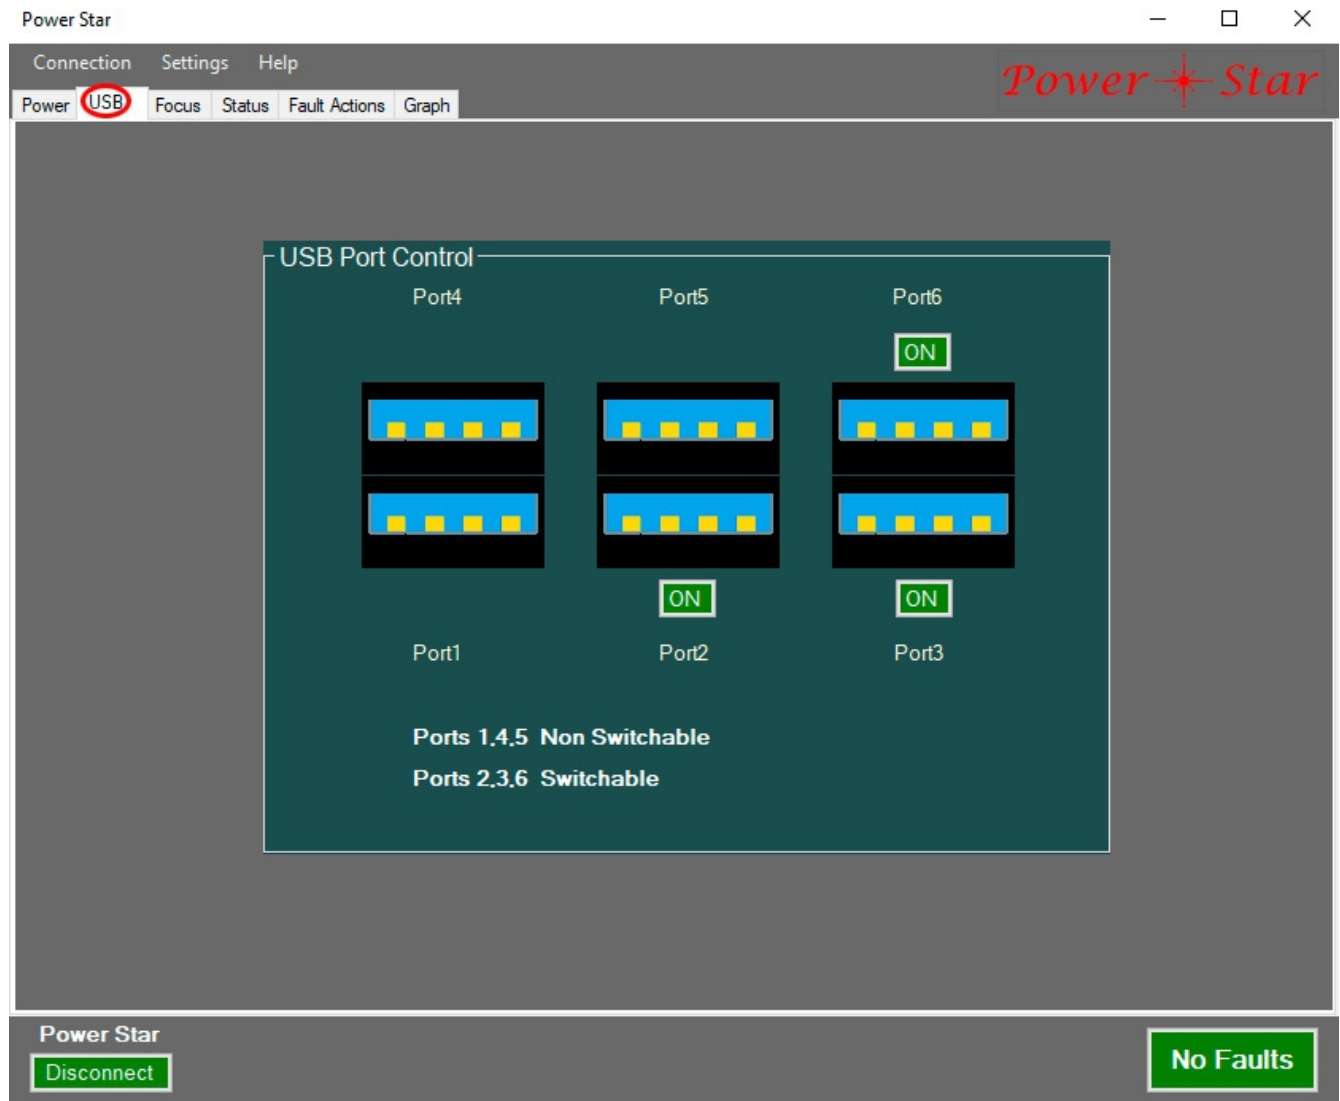 Power Star
Connection Settings Help
Power Star
Power USB Focus Status Fault Actions Graph
USB Port Control
Port4 Port5 Port6
ON
ON ON
Port1 Port2 Port3
Ports 1,4,5 Non Switchable
Ports 2,3,6 Switchable
Power Star
Disconnect
No Faults